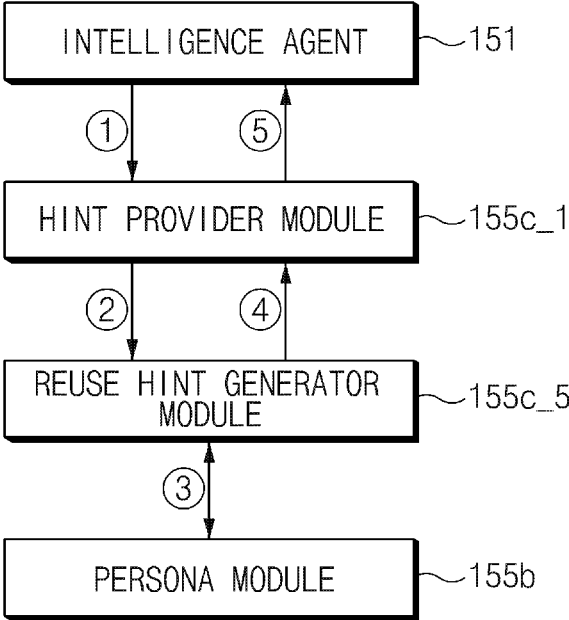 INTELLIGENCE AGENT
151
① ⑤
HINT PROVIDER MODULE
155c_1
② ④
REUSE HINT GENERATOR
MODULE
155c_5
③
PERSONA MODULE
155b